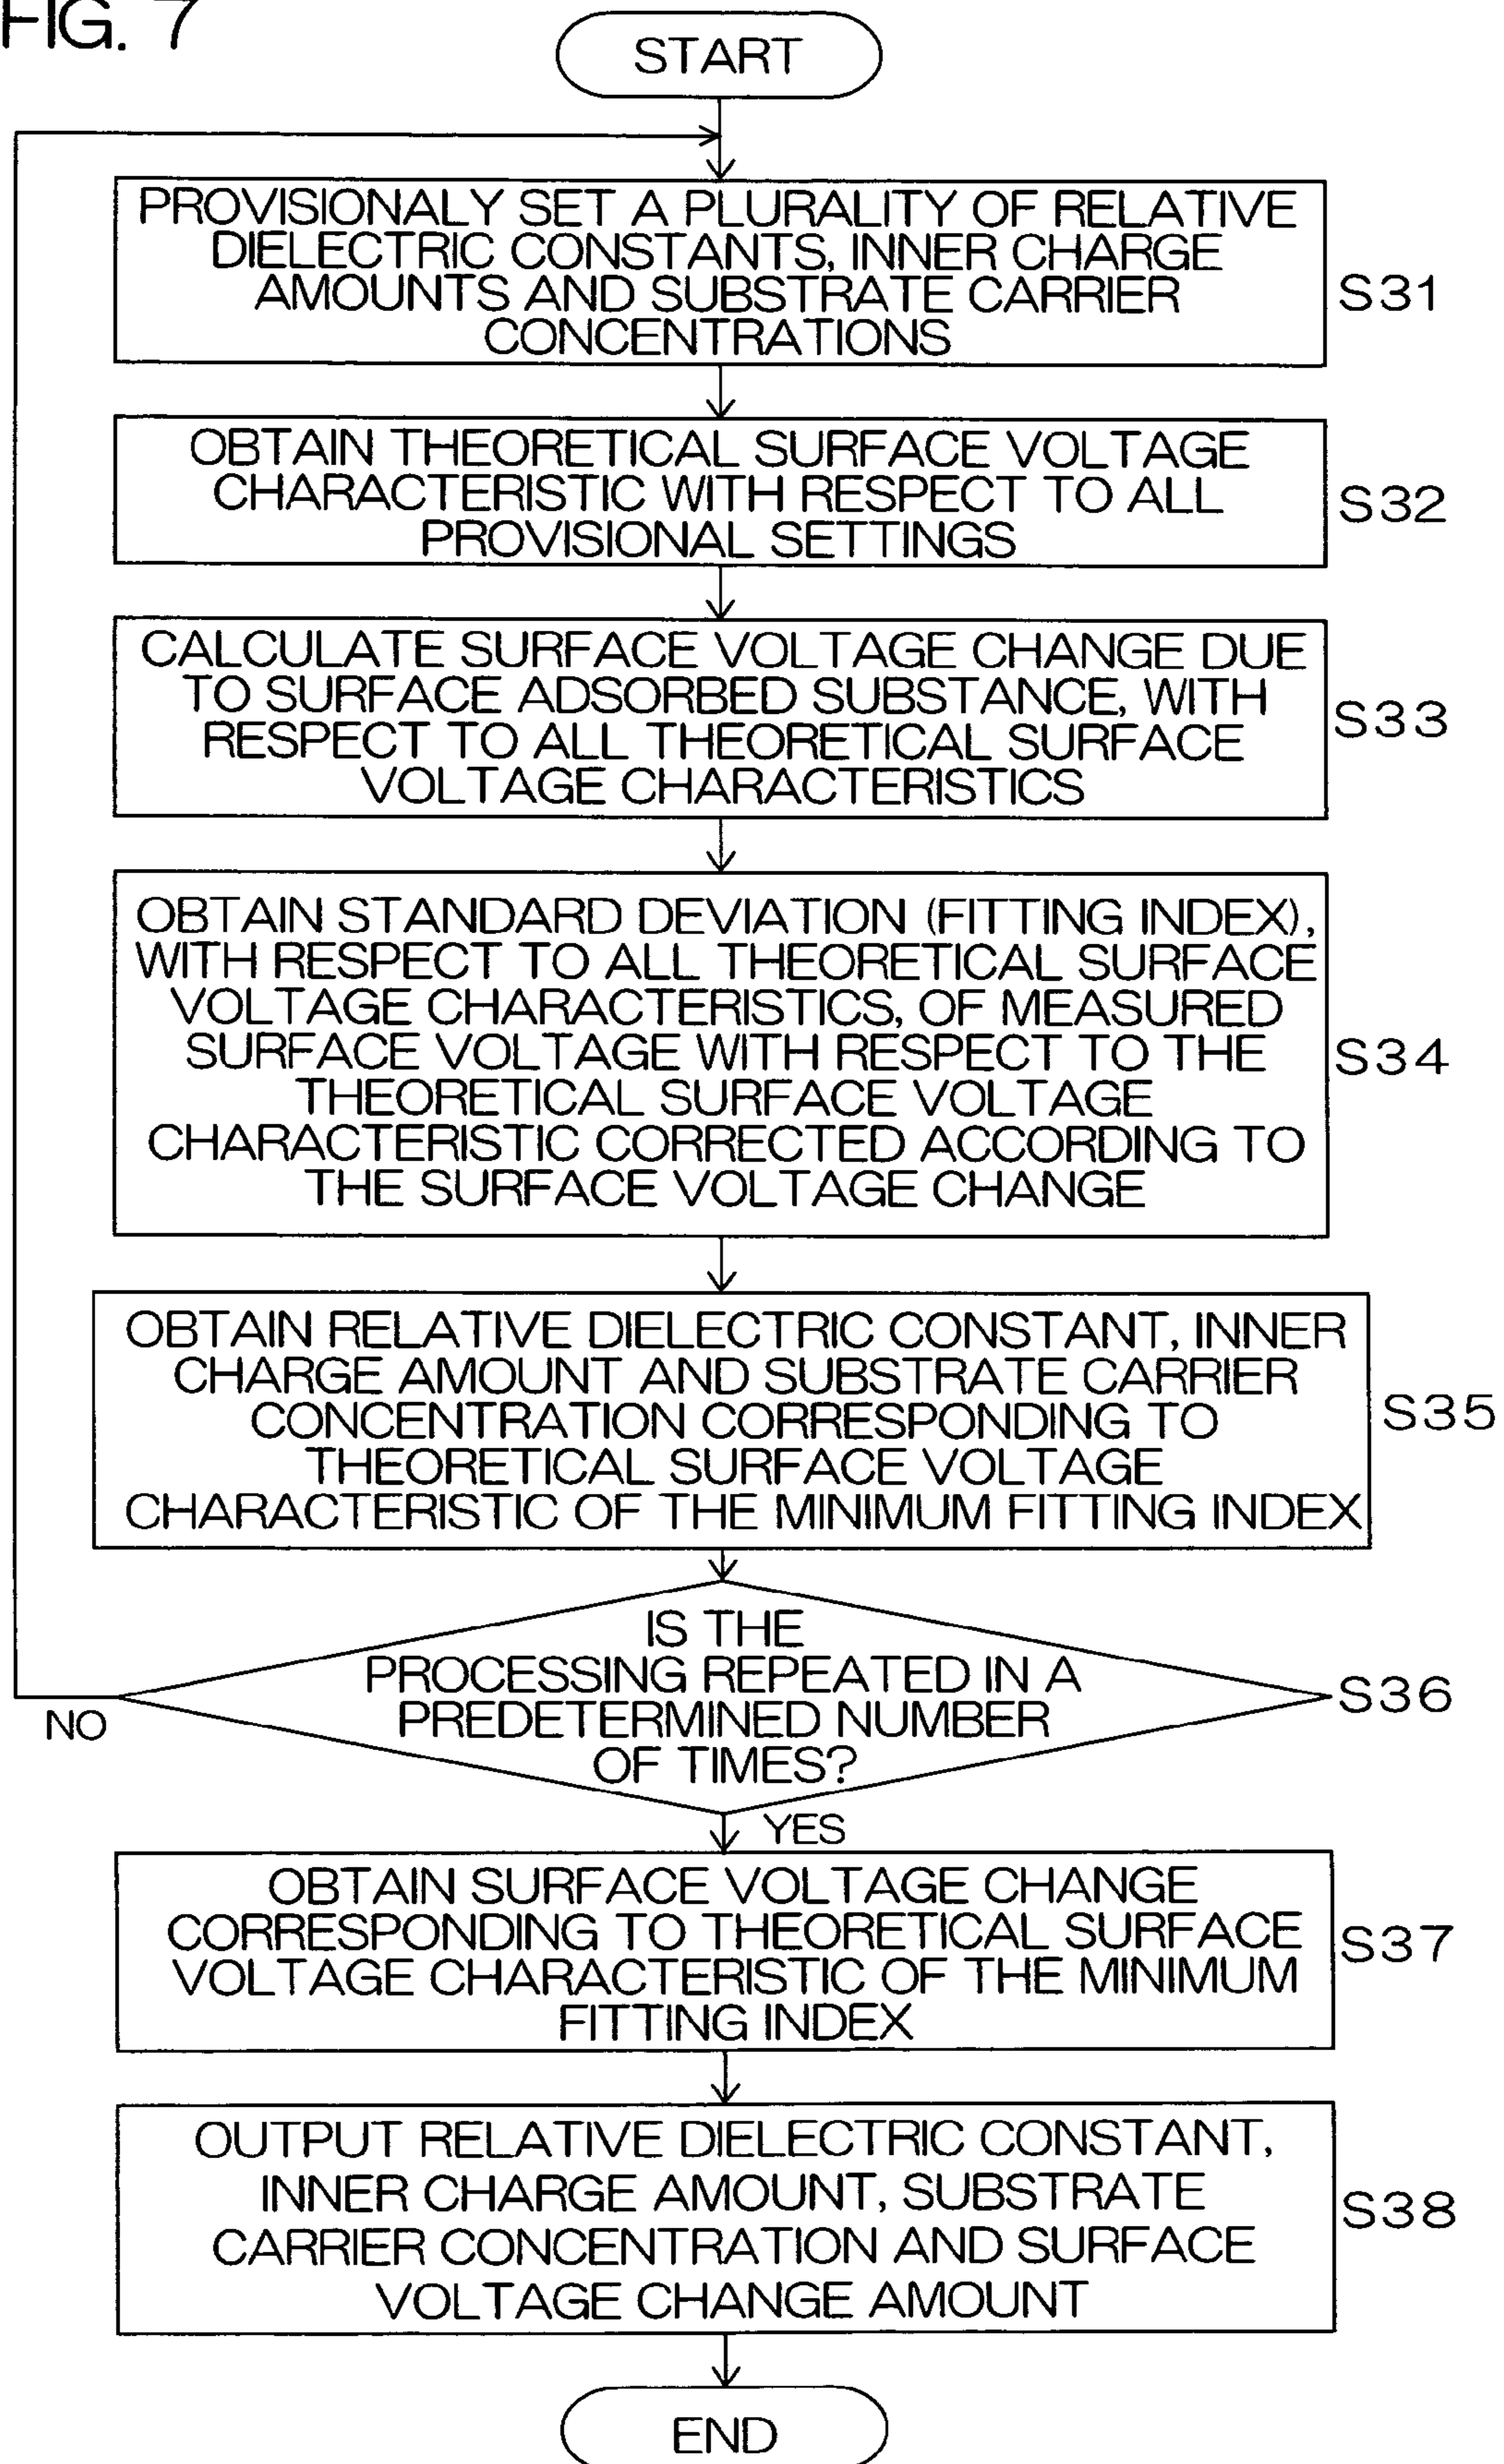 FIG. 7
START
PROVISIONALY SET A PLURALITY OF RELATIVE
DIELECTRIC CONSTANTS, INNER CHARGE
AMOUNTS AND SUBSTRATE CARRIER
CONCENTRATIONS
S31
OBTAIN THEORETICAL SURFACE VOLTAGE
CHARACTERISTIC WITH RESPECT TO ALL
PROVISIONAL SETTINGS
S32
CALCULATE SURFACE VOLTAGE CHANGE DUE
TO SURFACE ADSORBED SUBSTANCE, WITH
RESPECT TO ALL THEORETICAL SURFACE
VOLTAGE CHARACTERISTICS
S33
OBTAIN STANDARD DEVIATION (FITTING INDEX),
WITH RESPECT TO ALL THEORETICAL SURFACE
VOLTAGE CHARACTERISTICS, OF MEASURED
SURFACE VOLTAGE WITH RESPECT TO THE
THEORETICAL SURFACE VOLTAGE
CHARACTERISTIC CORRECTED ACCORDING TO
THE SURFACE VOLTAGE CHANGE
S34
OBTAIN RELATIVE DIELECTRIC CONSTANT, INNER
CHARGE AMOUNT AND SUBSTRATE CARRIER
CONCENTRATION CORRESPONDING TO
THEORETICAL SURFACE VOLTAGE
CHARACTERISTIC OF THE MINIMUM FITTING INDEX
S35
IS THE
PROCESSING REPEATED IN A
PREDETERMINED NUMBER
OF TIMES?
S36
NO
YES
OBTAIN SURFACE VOLTAGE CHANGE
CORRESPONDING TO THEORETICAL SURFACE
VOLTAGE CHARACTERISTIC OF THE MINIMUM
FITTING INDEX
S37
OUTPUT RELATIVE DIELECTRIC CONSTANT,
INNER CHARGE AMOUNT, SUBSTRATE
CARRIER CONCENTRATION AND SURFACE
VOLTAGE CHANGE AMOUNT
S38
END